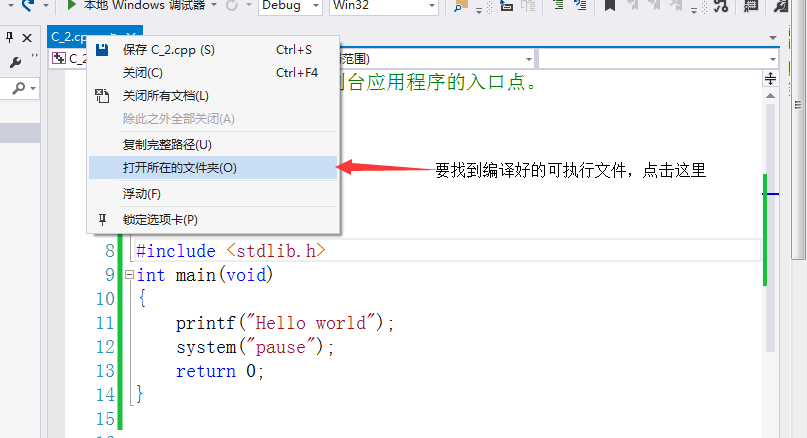 本地 Windows 调试器
Debug
Win32
C_2.cpp
保存 C_2.cpp (S) Ctrl+S
关闭(C) Ctrl+F4
关闭所有文档(L)
除此之外全部关闭(A)
复制完整路径(U)
打开所在的文件夹(O)
浮动(F)
锁定选项卡(P)
C_2
范围)
台应用程序的入口点。
要找到编译好的可执行文件，点击这里
8 #include <stdlib.h>
9 int main(void)
10 {
11 printf("Hello world");
12 system("pause");
13 return 0;
14 }
15